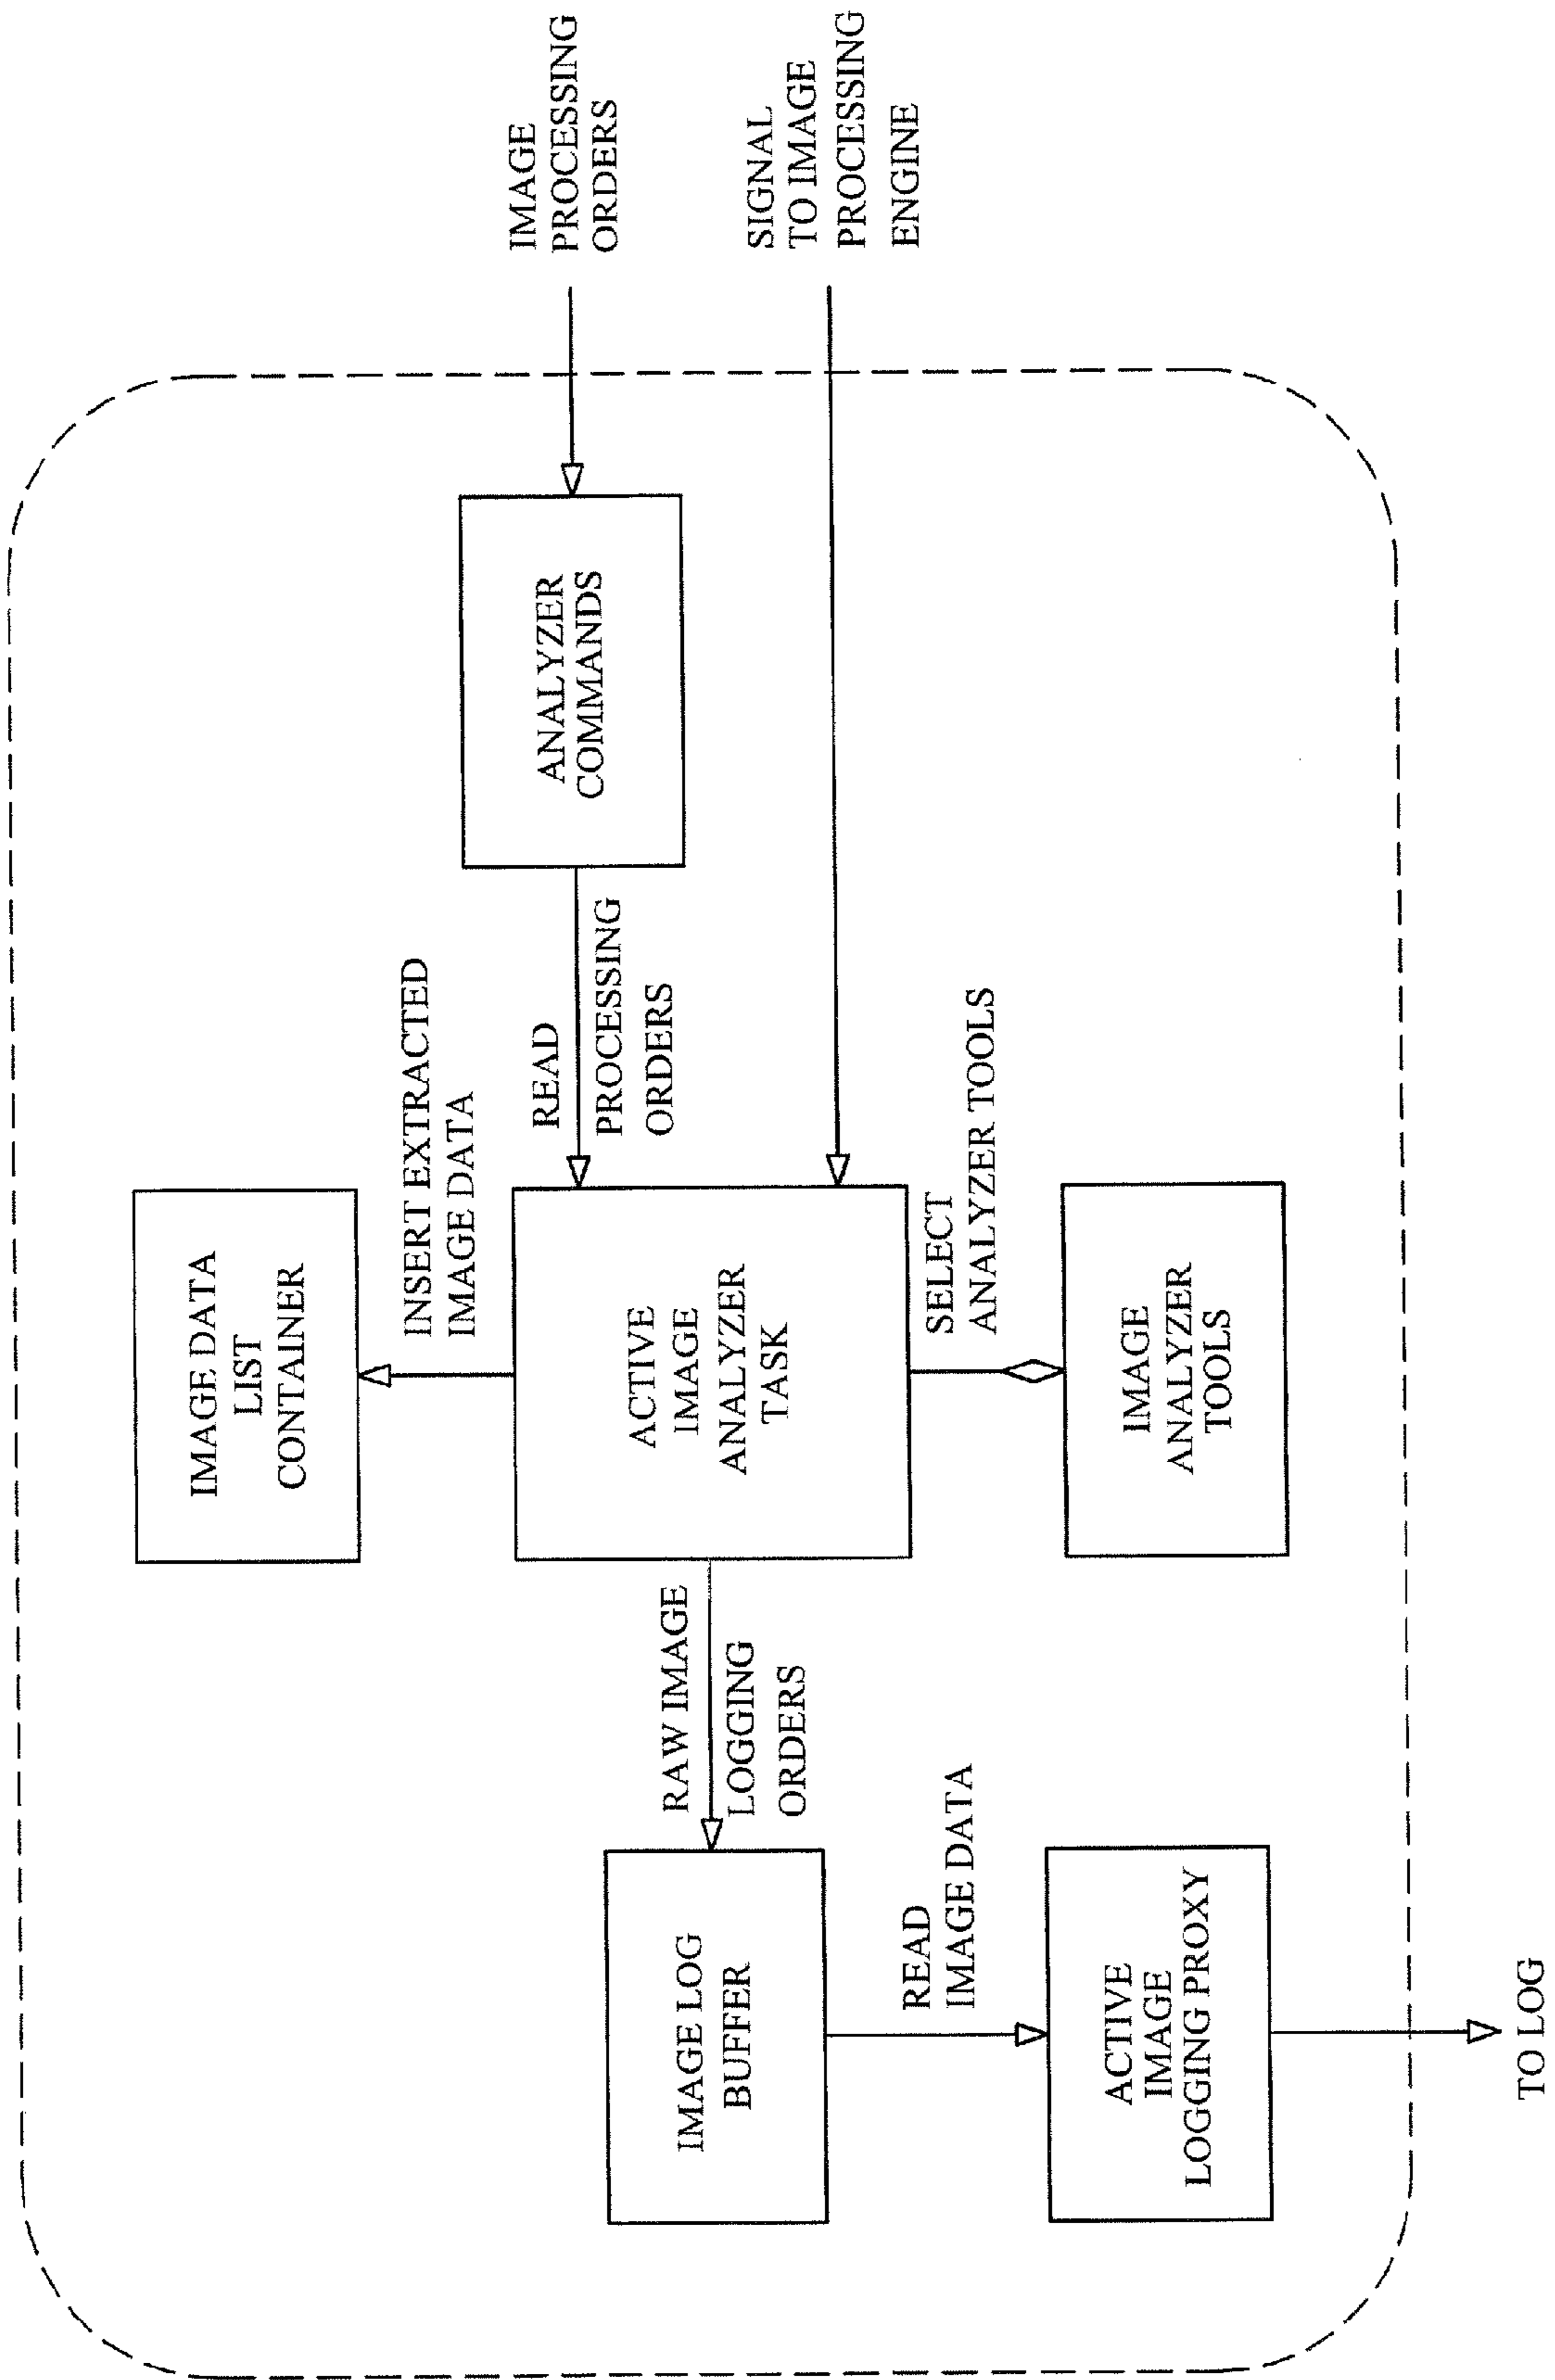 IMAGE DATA
LIST
CONTAINER
INSERT EXTRACTED
IMAGE DATA
IMAGE
PROCESSING
ORDERS
ANALYZER
COMMANDS
READ
PROCESSING
ORDERS
SIGNAL
TO IMAGE
PROCESSING
ENGINE
ACTIVE
IMAGE
ANALYZER
TASK
RAW IMAGE
LOGGING
ORDERS
IMAGE LOG
BUFFER
SELECT
ANALYZER TOOLS
READ
IMAGE DATA
IMAGE
ANALYZER
TOOLS
ACTIVE
IMAGE
LOGGING PROXY
TO LOG